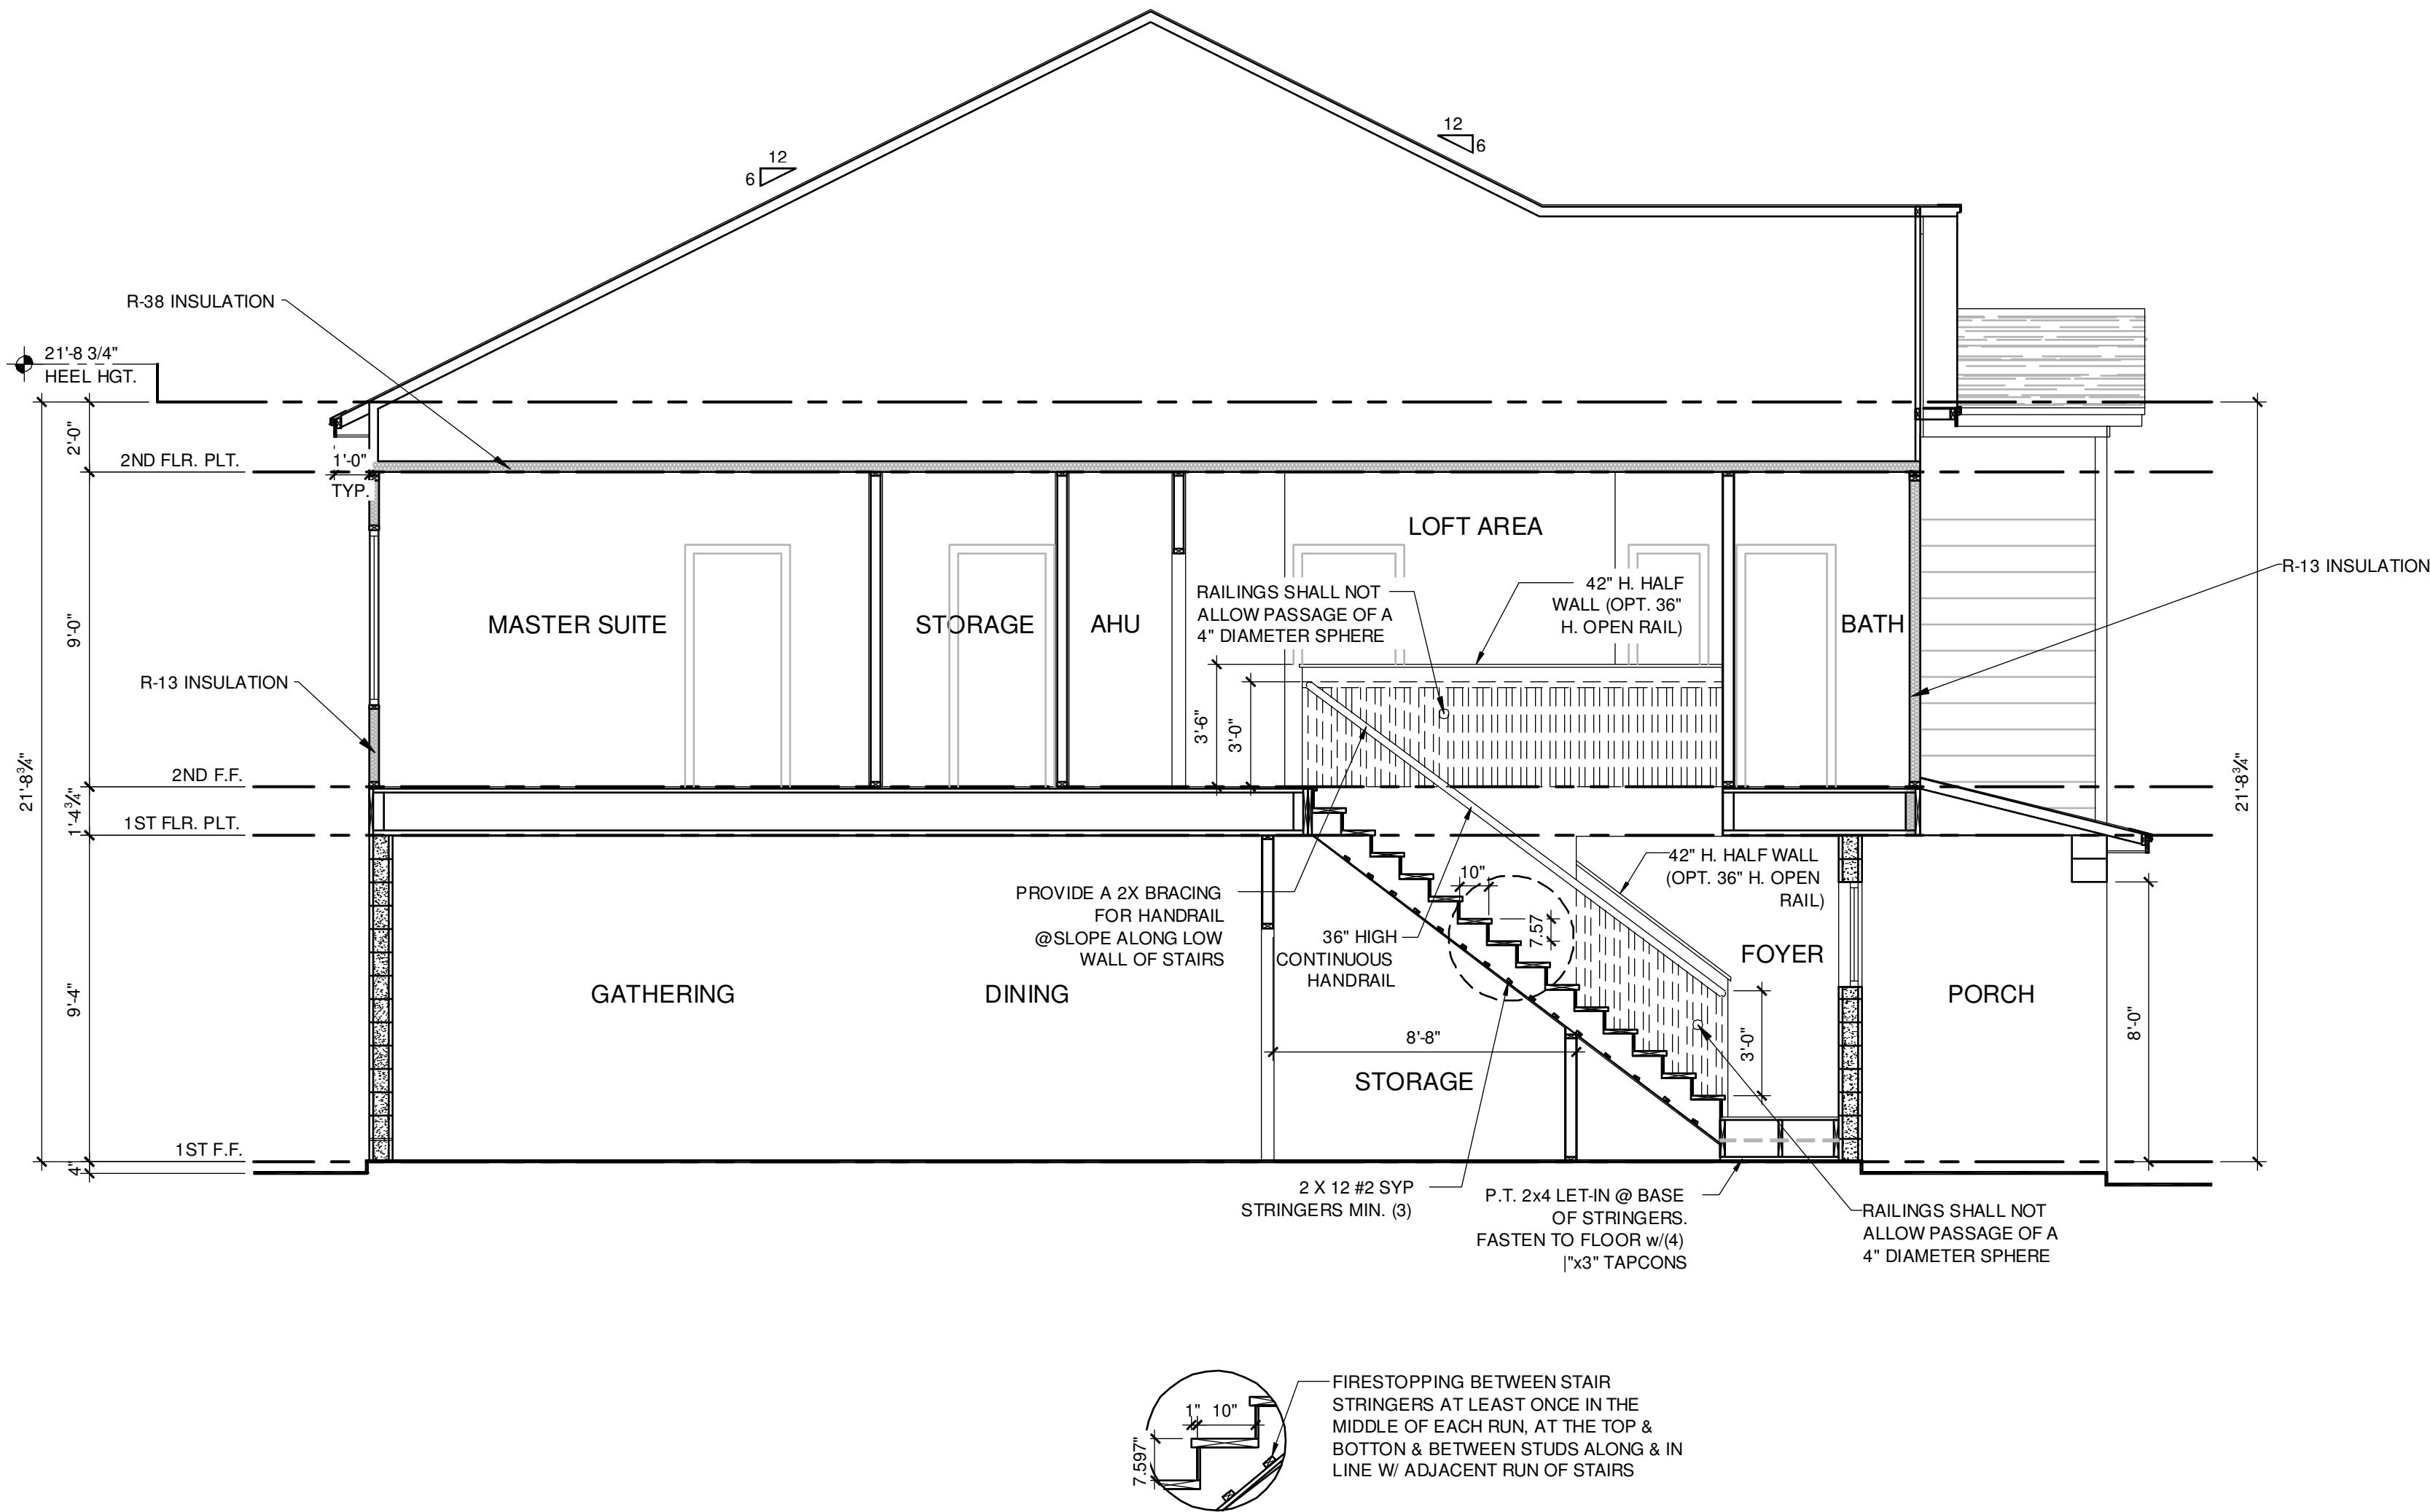 12
6
12
6
R-38 INSULATION
21'-8 3/4"
HEEL HGT.
2'-0"
2ND FLR. PLT.
1'-0"
TYP.
LOFT AREA
R-13 INSULATION
RAILINGS SHALL NOT
ALLOW PASSAGE OF A
4" DIAMETER SPHERE
42" H. HALF
WALL (OPT. 36"
H. OPEN RAIL)
MASTER SUITE
STORAGE
AHU
BATH
9'-0"
R-13 INSULATION
3'-6"
3'-0"
21'-8¾"
21'-8¾"
2ND F.F.
1'-4¾"
1ST FLR. PLT.
PROVIDE A 2X BRACING
FOR HANDRAIL
@SLOPE ALONG LOW
WALL OF STAIRS
10"
7.57
36" HIGH
CONTINUOUS
HANDRAIL
42" H. HALF WALL
(OPT. 36" H. OPEN
RAIL)
FOYER
GATHERING
DINING
PORCH
9'-4"
8'-8"
3'-0"
8'-0"
STORAGE
1ST F.F.
4"
2 X 12 #2 SYP
STRINGERS MIN. (3)
P.T. 2x4 LET-IN @ BASE
OF STRINGERS.
FASTEN TO FLOOR w/(4)
|"x3" TAPCONS
RAILINGS SHALL NOT
ALLOW PASSAGE OF A
4" DIAMETER SPHERE
1" 10"
7.597"
FIRESTOPPING BETWEEN STAIR
STRINGERS AT LEAST ONCE IN THE
MIDDLE OF EACH RUN, AT THE TOP &
BOTTON & BETWEEN STUDS ALONG & IN
LINE W/ ADJACENT RUN OF STAIRS